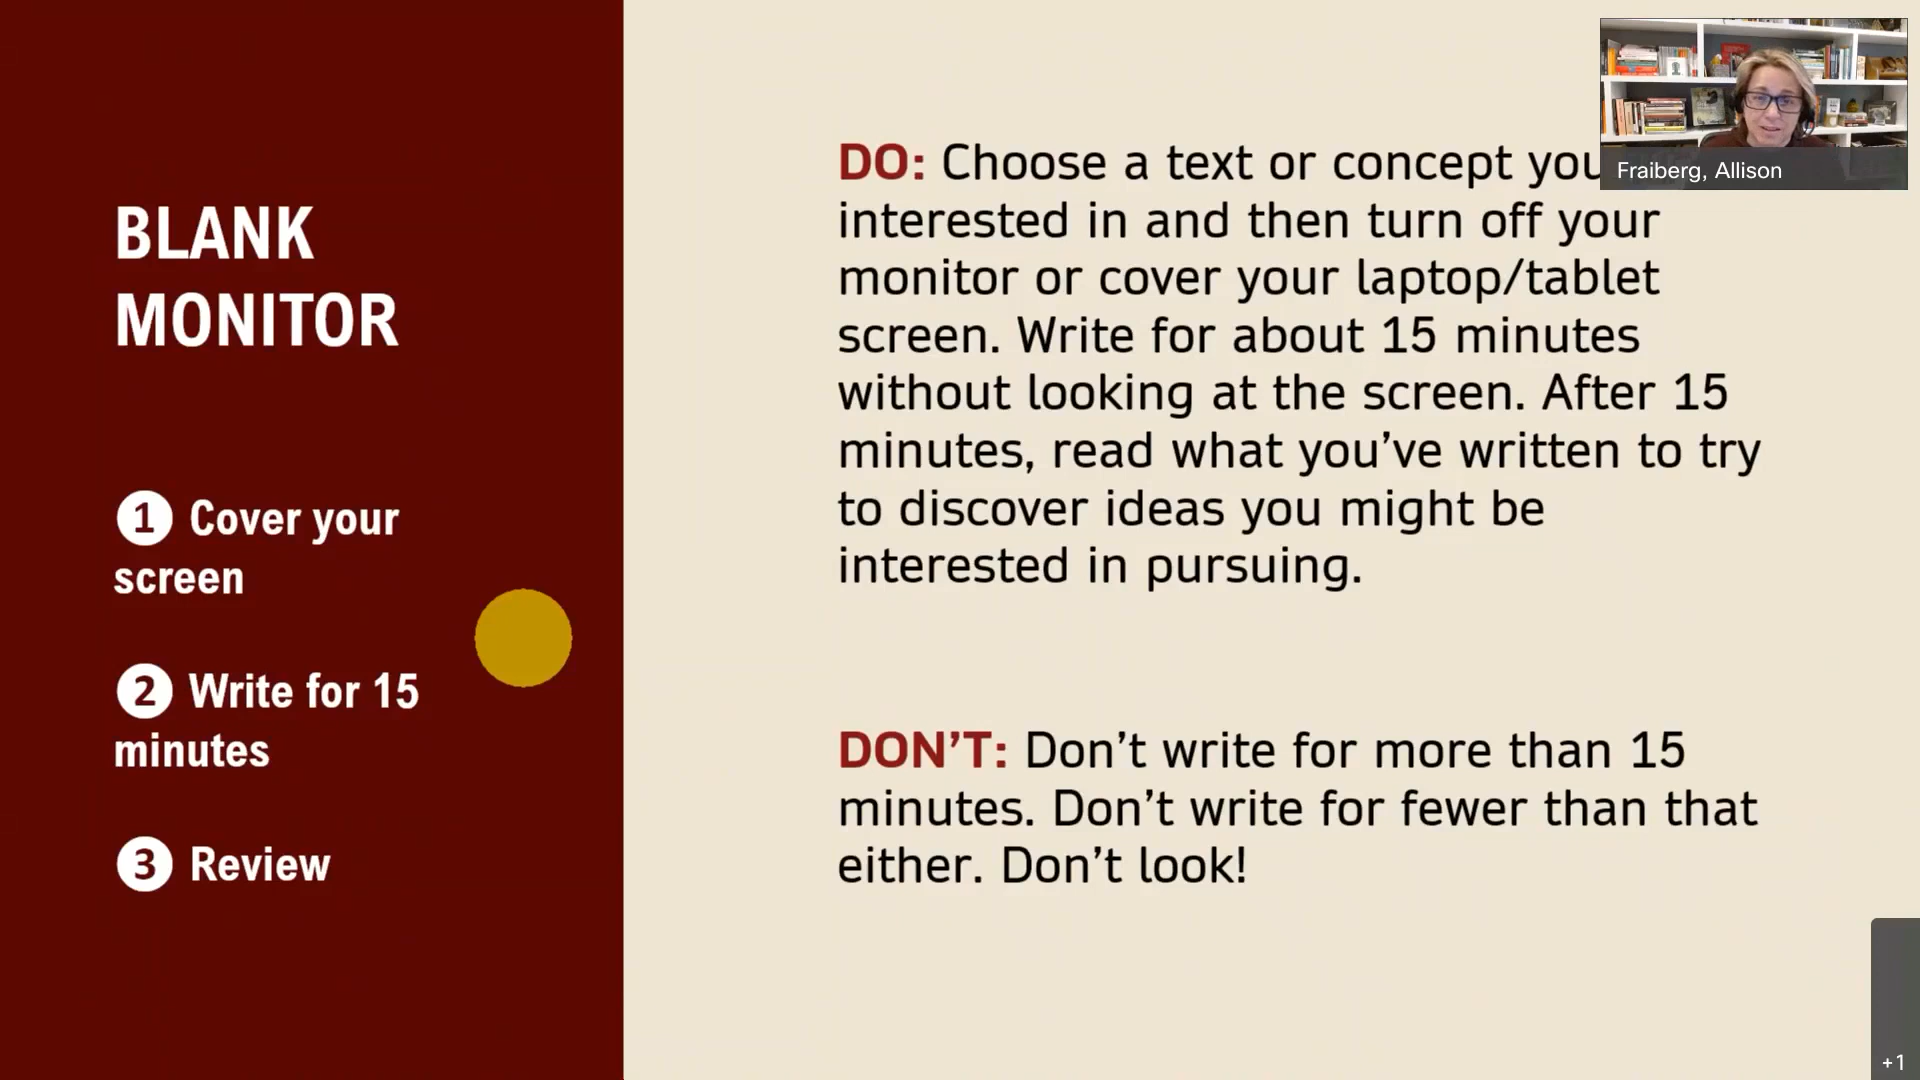 BLANK
MONITOR
1 Cover your
screen
2 Write for 15
minutes
3 Review
DO: Choose a text or concept you
interested in and then turn off your
monitor or cover your laptop/tablet
screen. Write for about 15 minutes
without looking at the screen. After 15
minutes, read what you’ve written to try
to discover ideas you might be
interested in pursuing.
DON’T: Don’t write for more than 15
minutes. Don’t write for fewer than that
either. Don’t look!
Fraiberg, Allison
+1